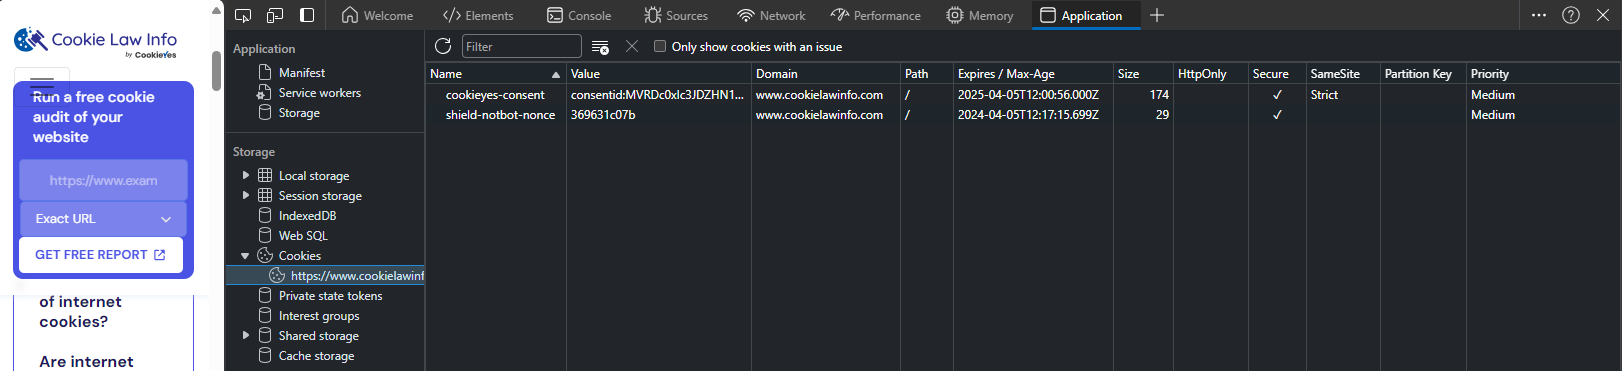 Cookie Law Info
by CookieYes
Run a free cookie
audit of your
website
https://www.exam
Exact URL
GET FREE REPORT
of internet
cookies?
Are internet
Welcome Elements Console Sources Network Performance Memory Application
Application
Manifest
Service workers
Storage
Storage
Local storage
Session storage
IndexedDB
Web SQL
Cookies
https://www.cookielawinf
Private state tokens
Interest groups
Shared storage
Cache storage
Filter Only show cookies with an issue
Name Value Domain Path Expires / Max-Age Size HttpOnly Secure SameSite Partition Key Priority
cookieyes-consent consentid:MVRDc0xlc3JDZHN1... www.cookielawinfo.com / 2025-04-05T12:00:56.000Z 174 ✓ Strict Medium
shield-notbot-nonce 369631c07b www.cookielawinfo.com / 2024-04-05T12:17:15.699Z 29 ✓ Medium